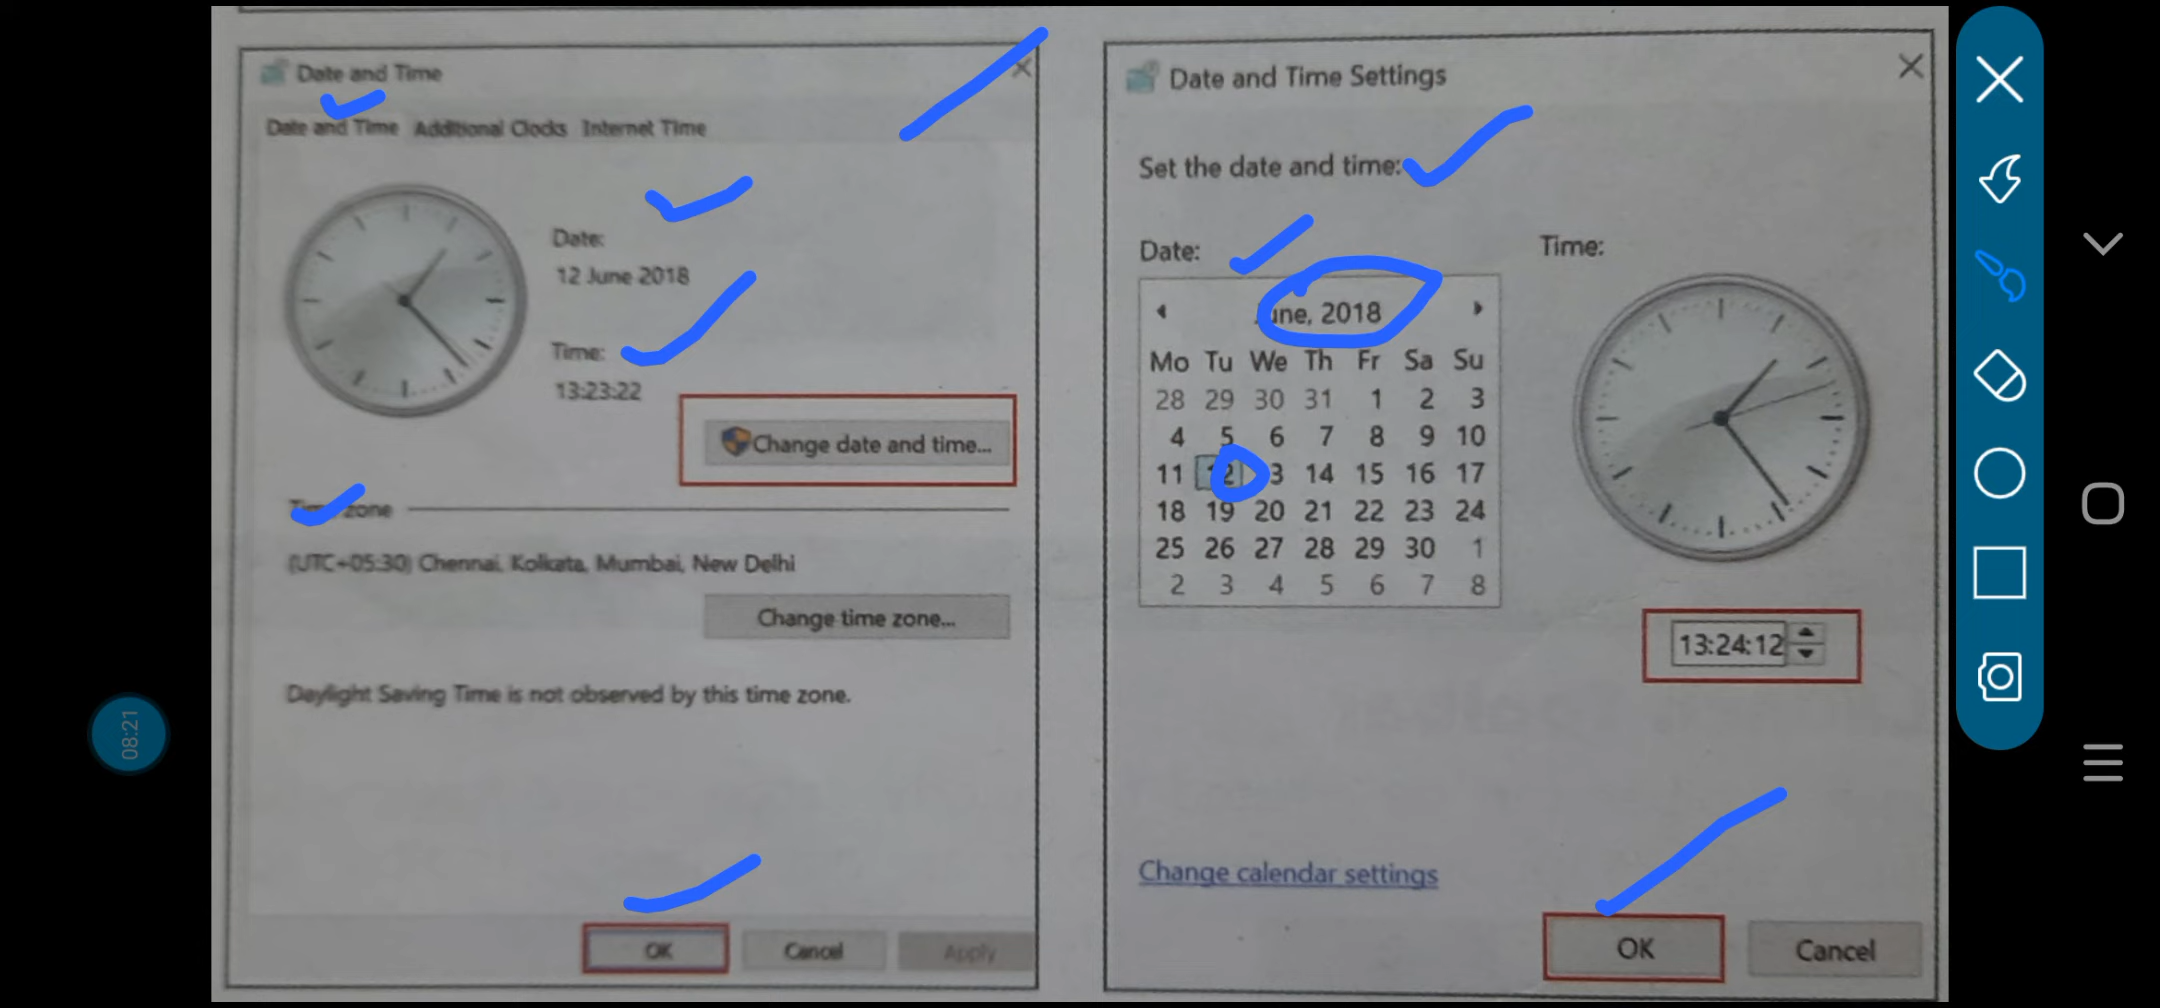 Date and Time
Date and Time Additional Clocks Internet Time
Date:
12 June 2018
Time:
13:23:22
Change date and time...
Time zone
(UTC+05:30) Chennai, Kolkata, Mumbai, New Delhi
Change time zone...
Daylight Saving Time is not observed by this time zone.
OK Cancel Apply
Date and Time Settings
Set the date and time:
Date: Time:
June, 2018
Mo Tu We Th Fr Sa Su
28 29 30 31 1 2 3
4 5 6 7 8 9 10
11 12 13 14 15 16 17
18 19 20 21 22 23 24
25 26 27 28 29 30 1
2 3 4 5 6 7 8
13:24:12
Change calendar settings
OK Cancel
08:21